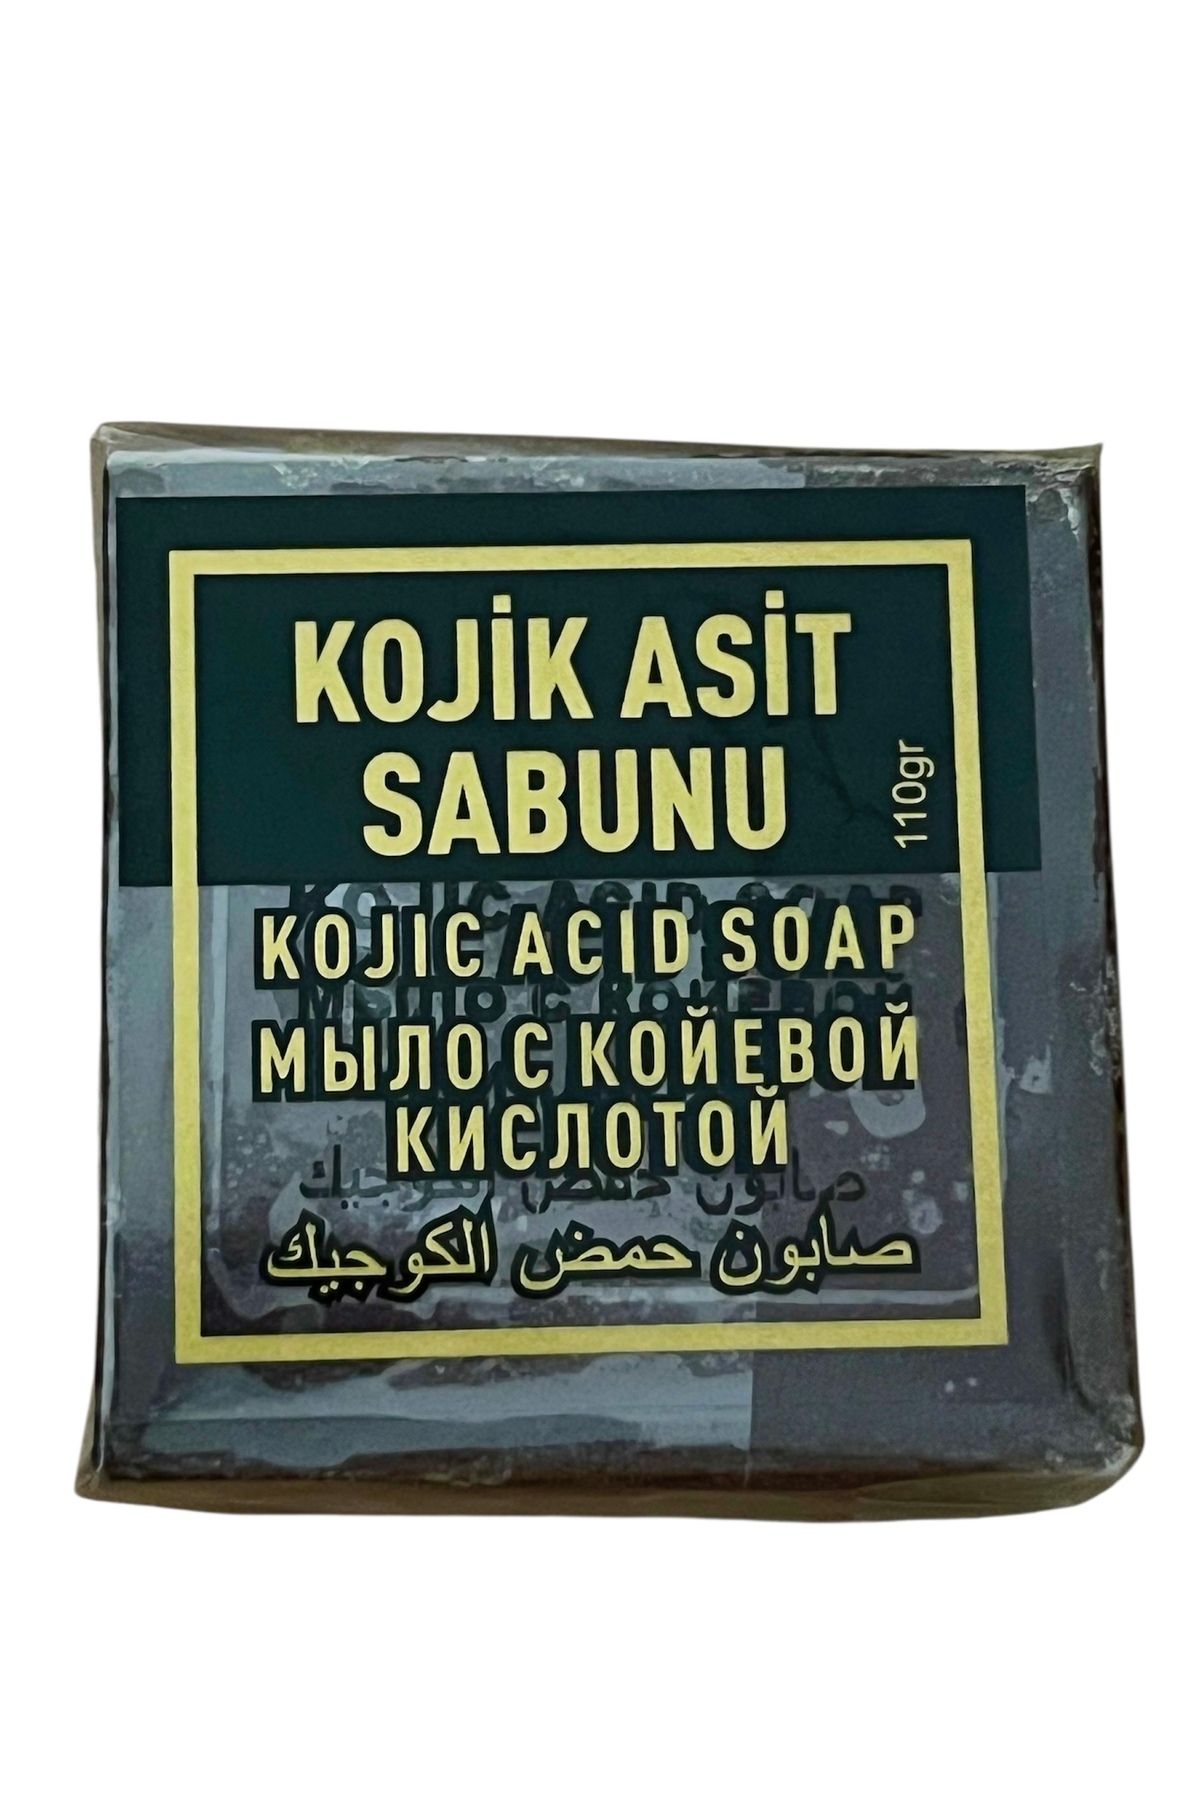 KOJİK ASİT
SABUNU
110gr
KOJIC ACID SOAP
МЫЛО С КОЙЕВОЙ
КИСЛОТОЙ
صابون حمض الكوجيك